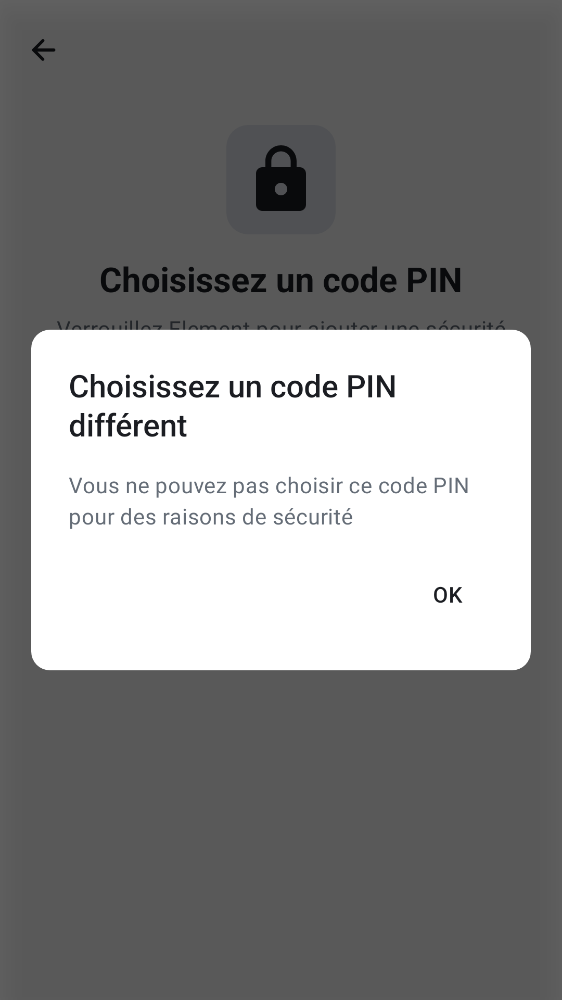 Choisissez un code PIN
Verrouillez Element pour ajouter une sécurité
Choisissez un code PIN
différent
Vous ne pouvez pas choisir ce code PIN
pour des raisons de sécurité
OK